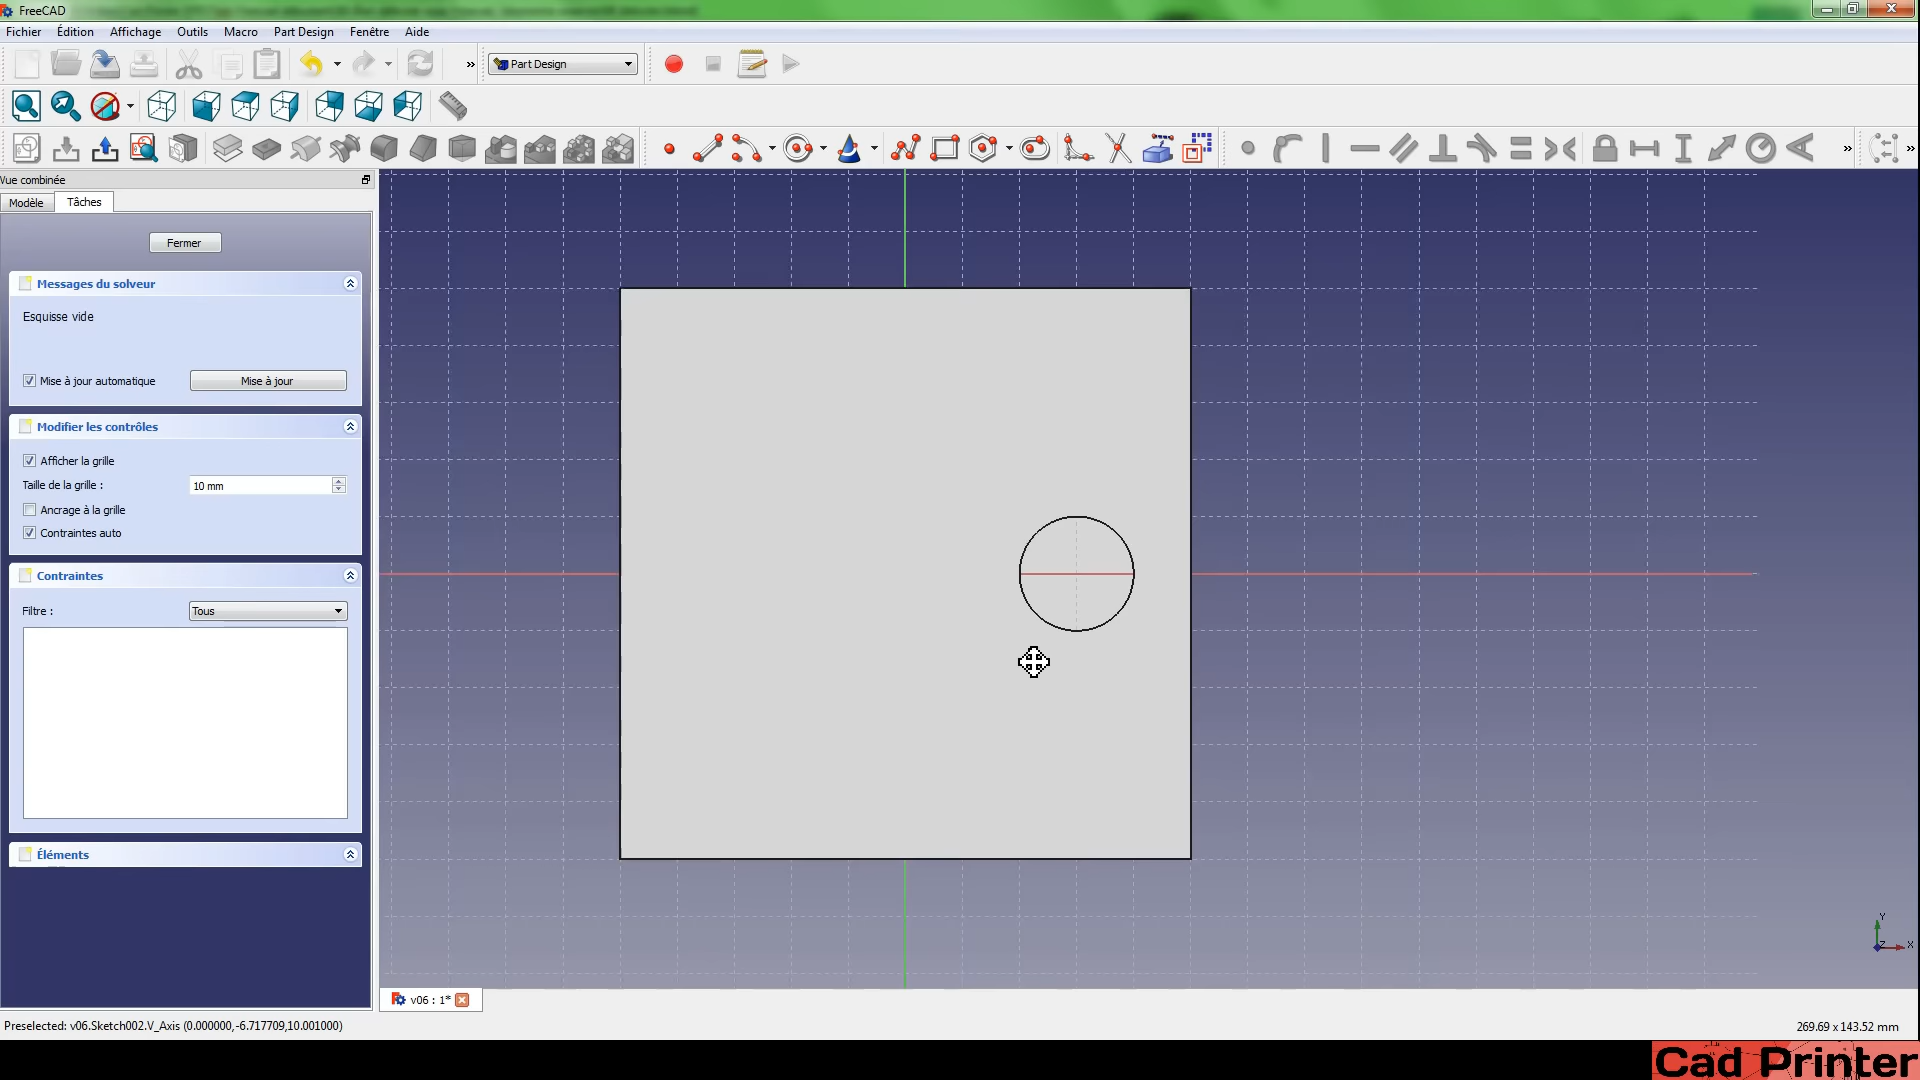 FreeCAD
Fichier Édition Affichage Outils Macro Part Design Fenêtre Aide
» Part Design
» »
Vue combinée
Modèle Tâches
Fermer
Messages du solveur
Esquisse vide
Mise à jour automatique Mise à jour
Modifier les contrôles
Afficher la grille
Taille de la grille : 10 mm
Ancrage à la grille
Contraintes auto
Contraintes
Filtre : Tous
Éléments
Y
Z X
v06 : 1*
Preselected: v06.Sketch002.V_Axis (0.000000,-6.717709,10.001000)
269.69 x 143.52 mm
Cad Printer